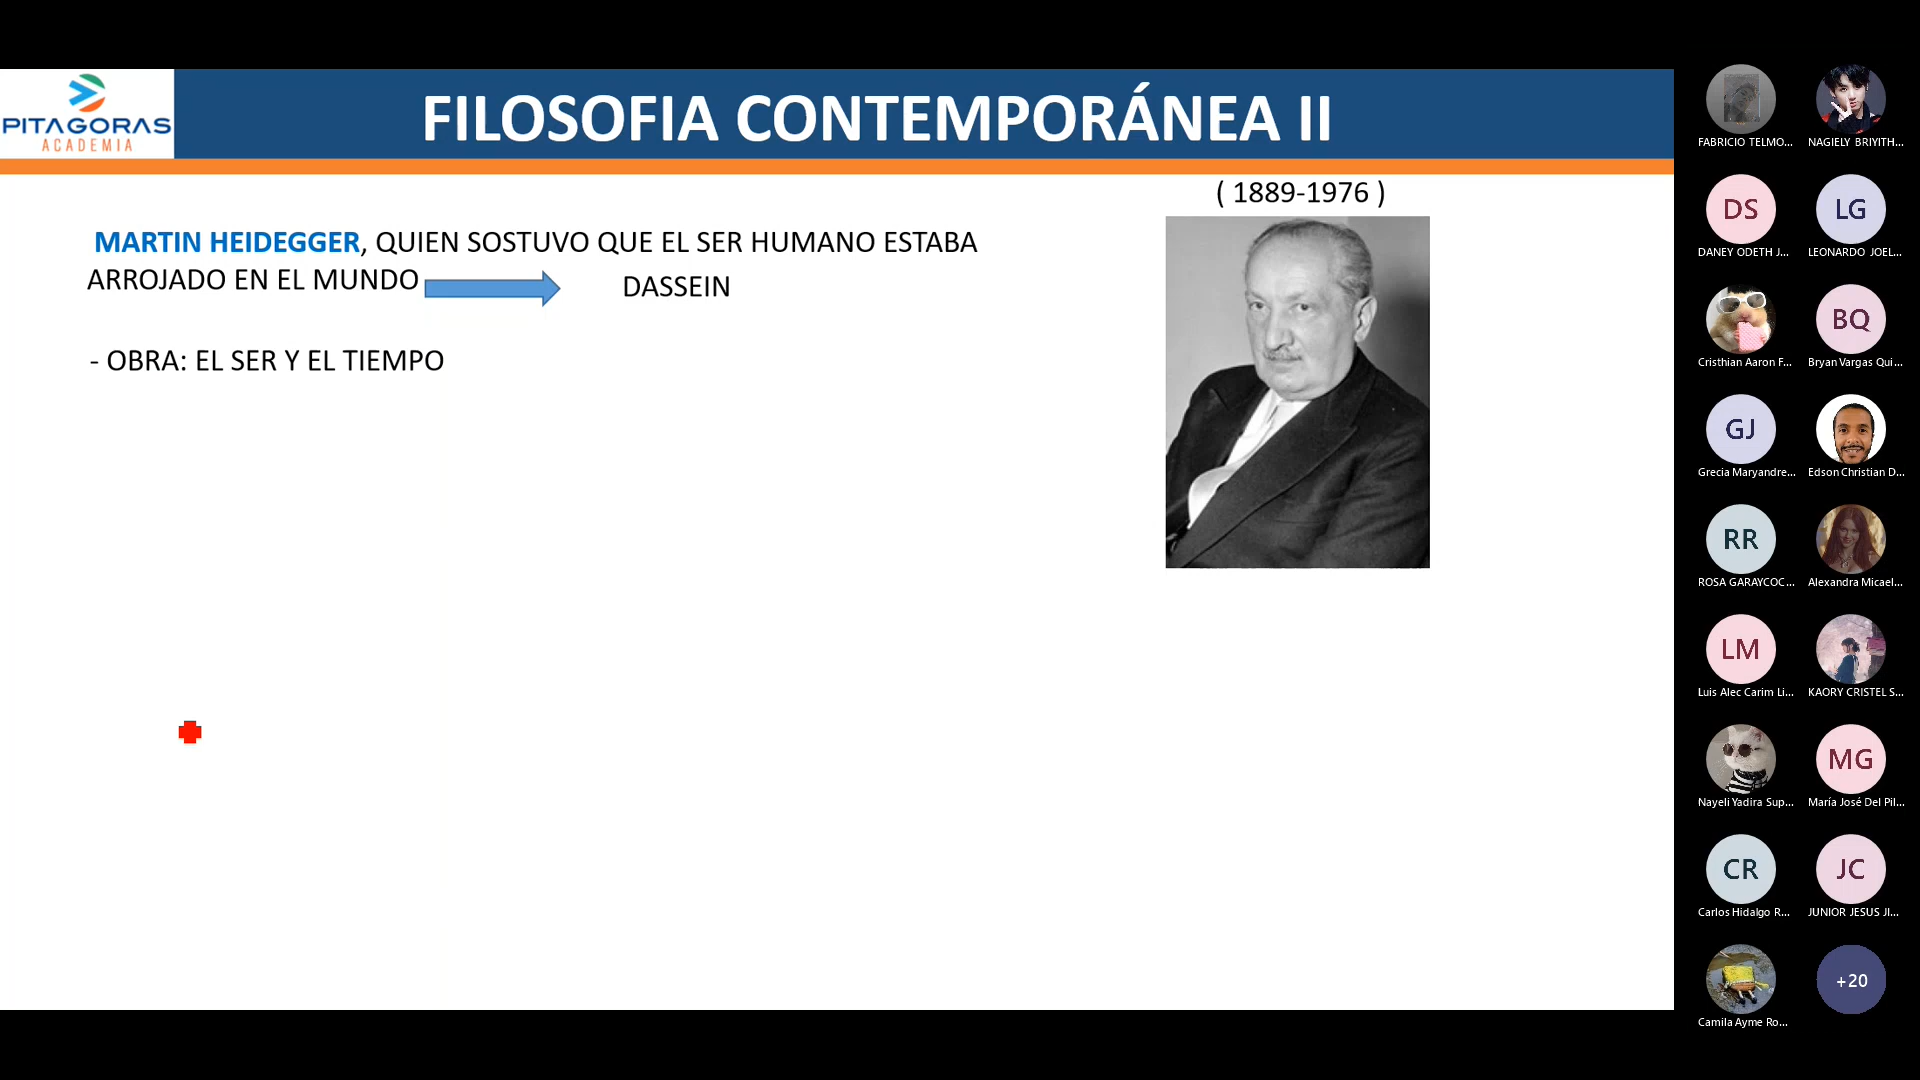 PITAGORAS
ACADEMIA
FILOSOFIA CONTEMPORÁNEA II
( 1889-1976 )
MARTIN HEIDEGGER, QUIEN SOSTUVO QUE EL SER HUMANO ESTABA
ARROJADO EN EL MUNDO
DASSEIN
- OBRA: EL SER Y EL TIEMPO
FABRICIO TELMO...
NAGIELY BRIYITH...
DS
LG
DANEY ODETH J...
LEONARDO JOEL...
BQ
Cristhian Aaron F...
Bryan Vargas Qui...
GJ
Grecia Maryandre...
Edson Christian D...
RR
ROSA GARAYCOC...
Alexandra Micael...
LM
Luis Alec Carim Li...
KAORY CRISTEL S...
MG
Nayeli Yadira Sup...
María José Del Pil...
CR
JC
Carlos Hidalgo R...
JUNIOR JESUS JI...
+20
Camila Ayme Ro...